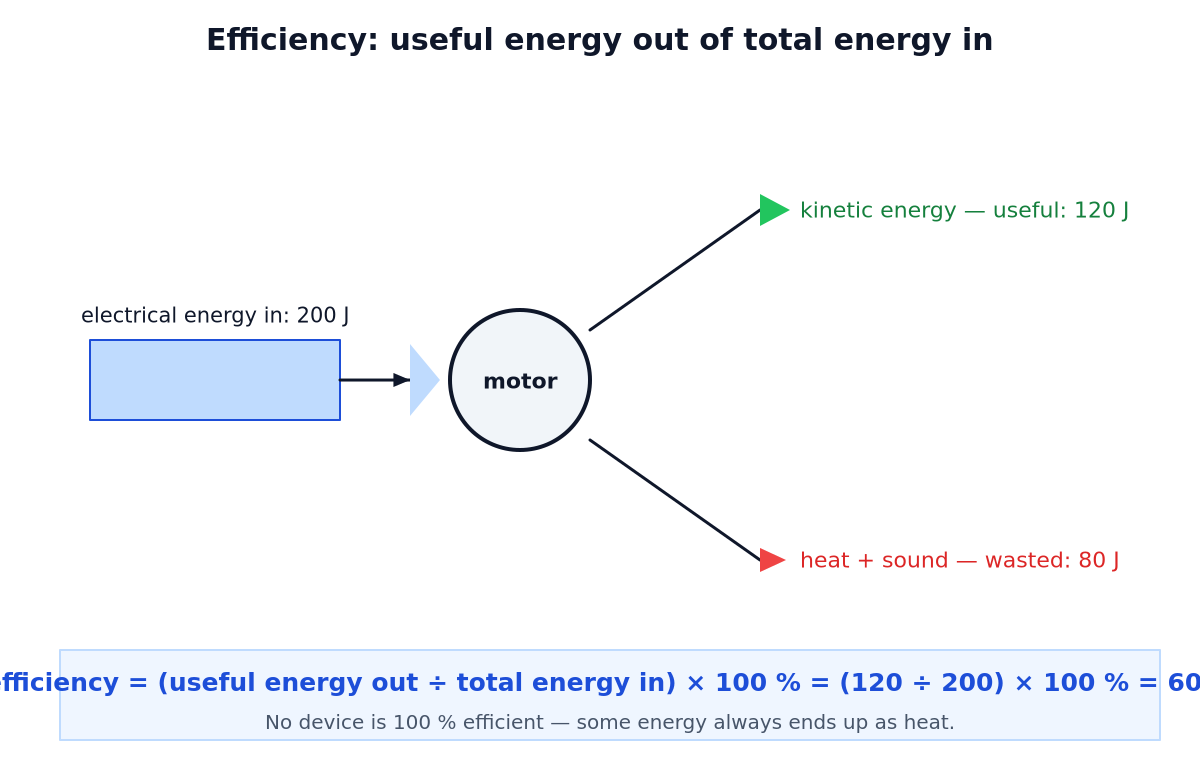 Efficiency: useful energy out of total energy in
kinetic energy — useful: 120 J
electrical energy in: 200 J
motor
heat + sound — wasted: 80 J
efficiency = (useful energy out ÷ total energy in) × 100 % = (120 ÷ 200) × 100 % = 60
No device is 100 % efficient — some energy always ends up as heat.